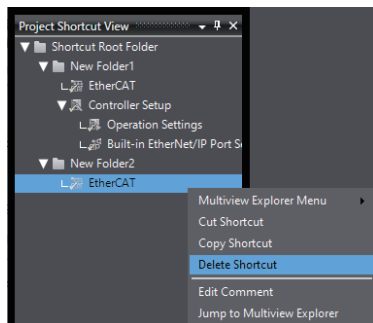 Project Shortcut View
Shortcut Root Folder
New Folder1
EtherCAT
Controller Setup
Operation Settings
Built-in EtherNet/IP Port S
New Folder2
EtherCAT
Multiview Explorer Menu
Cut Shortcut
Copy Shortcut
Delete Shortcut
Edit Comment
Jump to Multiview Explorer